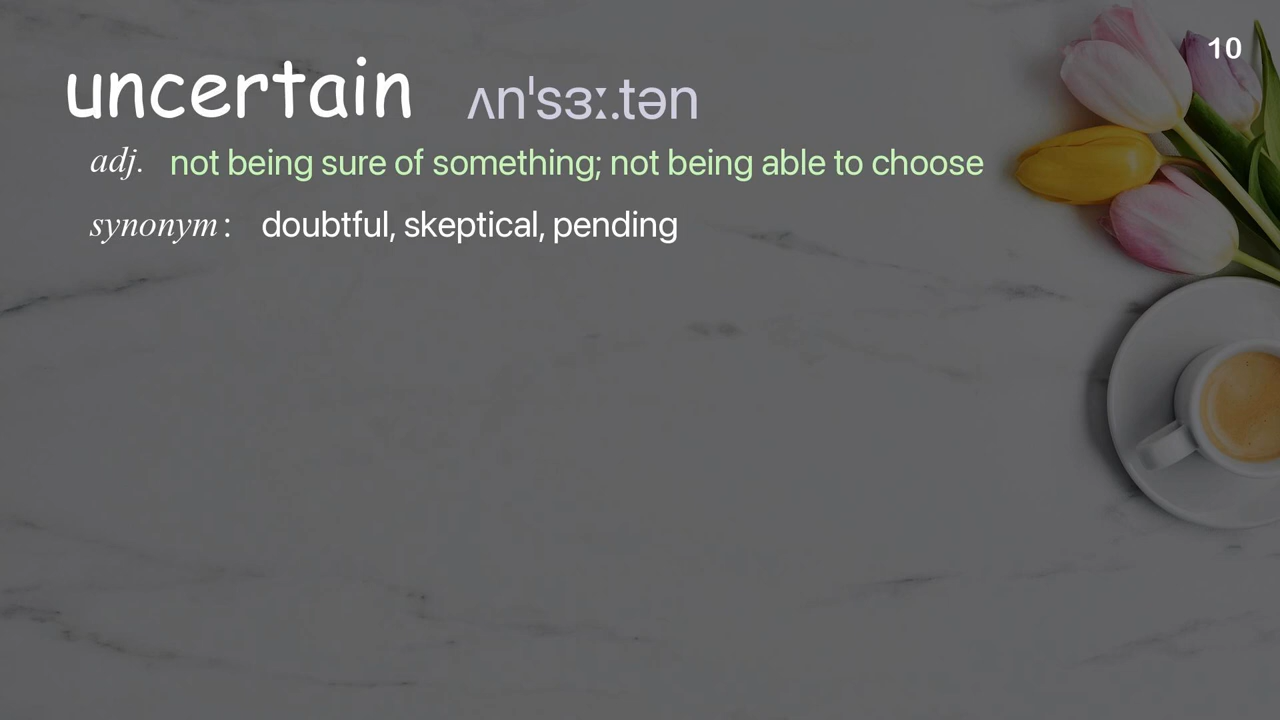 10
uncertain ʌnˈsɜː.tən
adj. not being sure of something; not being able to choose
synonym: doubtful, skeptical, pending